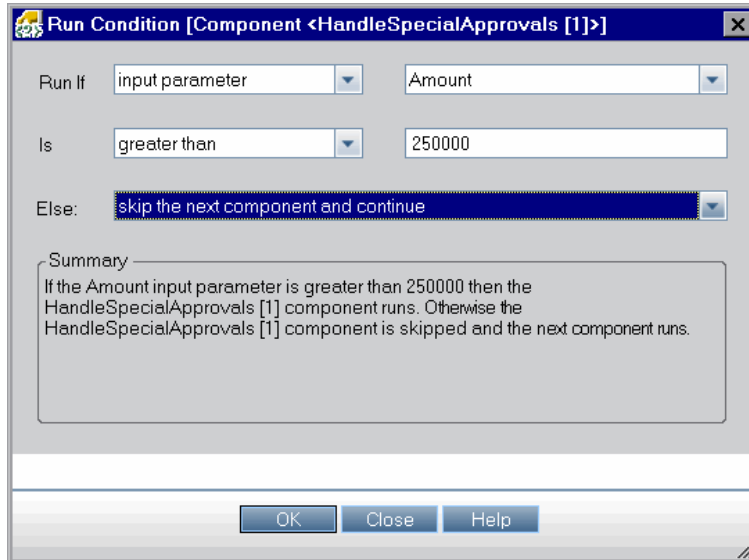 Run Condition [Component <HandleSpecialApprovals [1]>]
Run If input parameter Amount
Is greater than 250000
Else: skip the next component and continue
Summary
If the Amount input parameter is greater than 250000 then the
HandleSpecialApprovals [1] component runs. Otherwise the
HandleSpecialApprovals [1] component is skipped and the next component runs.
OK Close Help